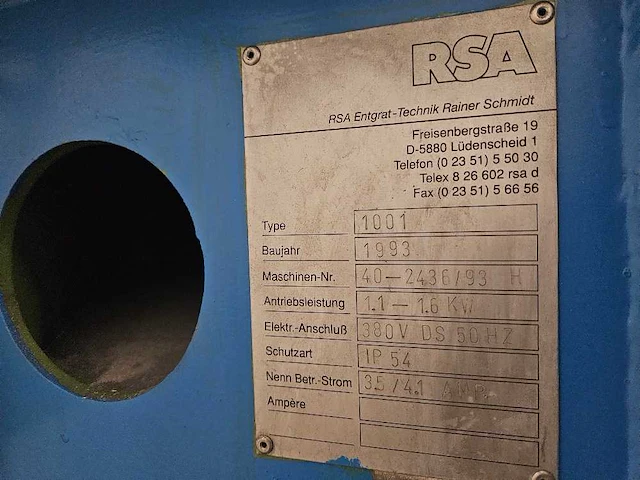 RSA
RSA Entgrat-Technik Rainer Schmidt
Freisenbergstraße 19
D-5880 Lüdenscheid 1
Telefon (0 23 51) 5 50 30
Telex 8 26 602 rsa d
Fax (0 23 51) 5 66 56
Type 1001
Baujahr 1993
Maschinen-Nr. 40-2436/93 H
Antriebsleistung 1.1 - 1.6 KW
Elektr.-Anschluß 380V DS 50HZ
Schutzart IP 54
Nenn Betr.-Strom 3.5/4.1 AMP.
Ampère